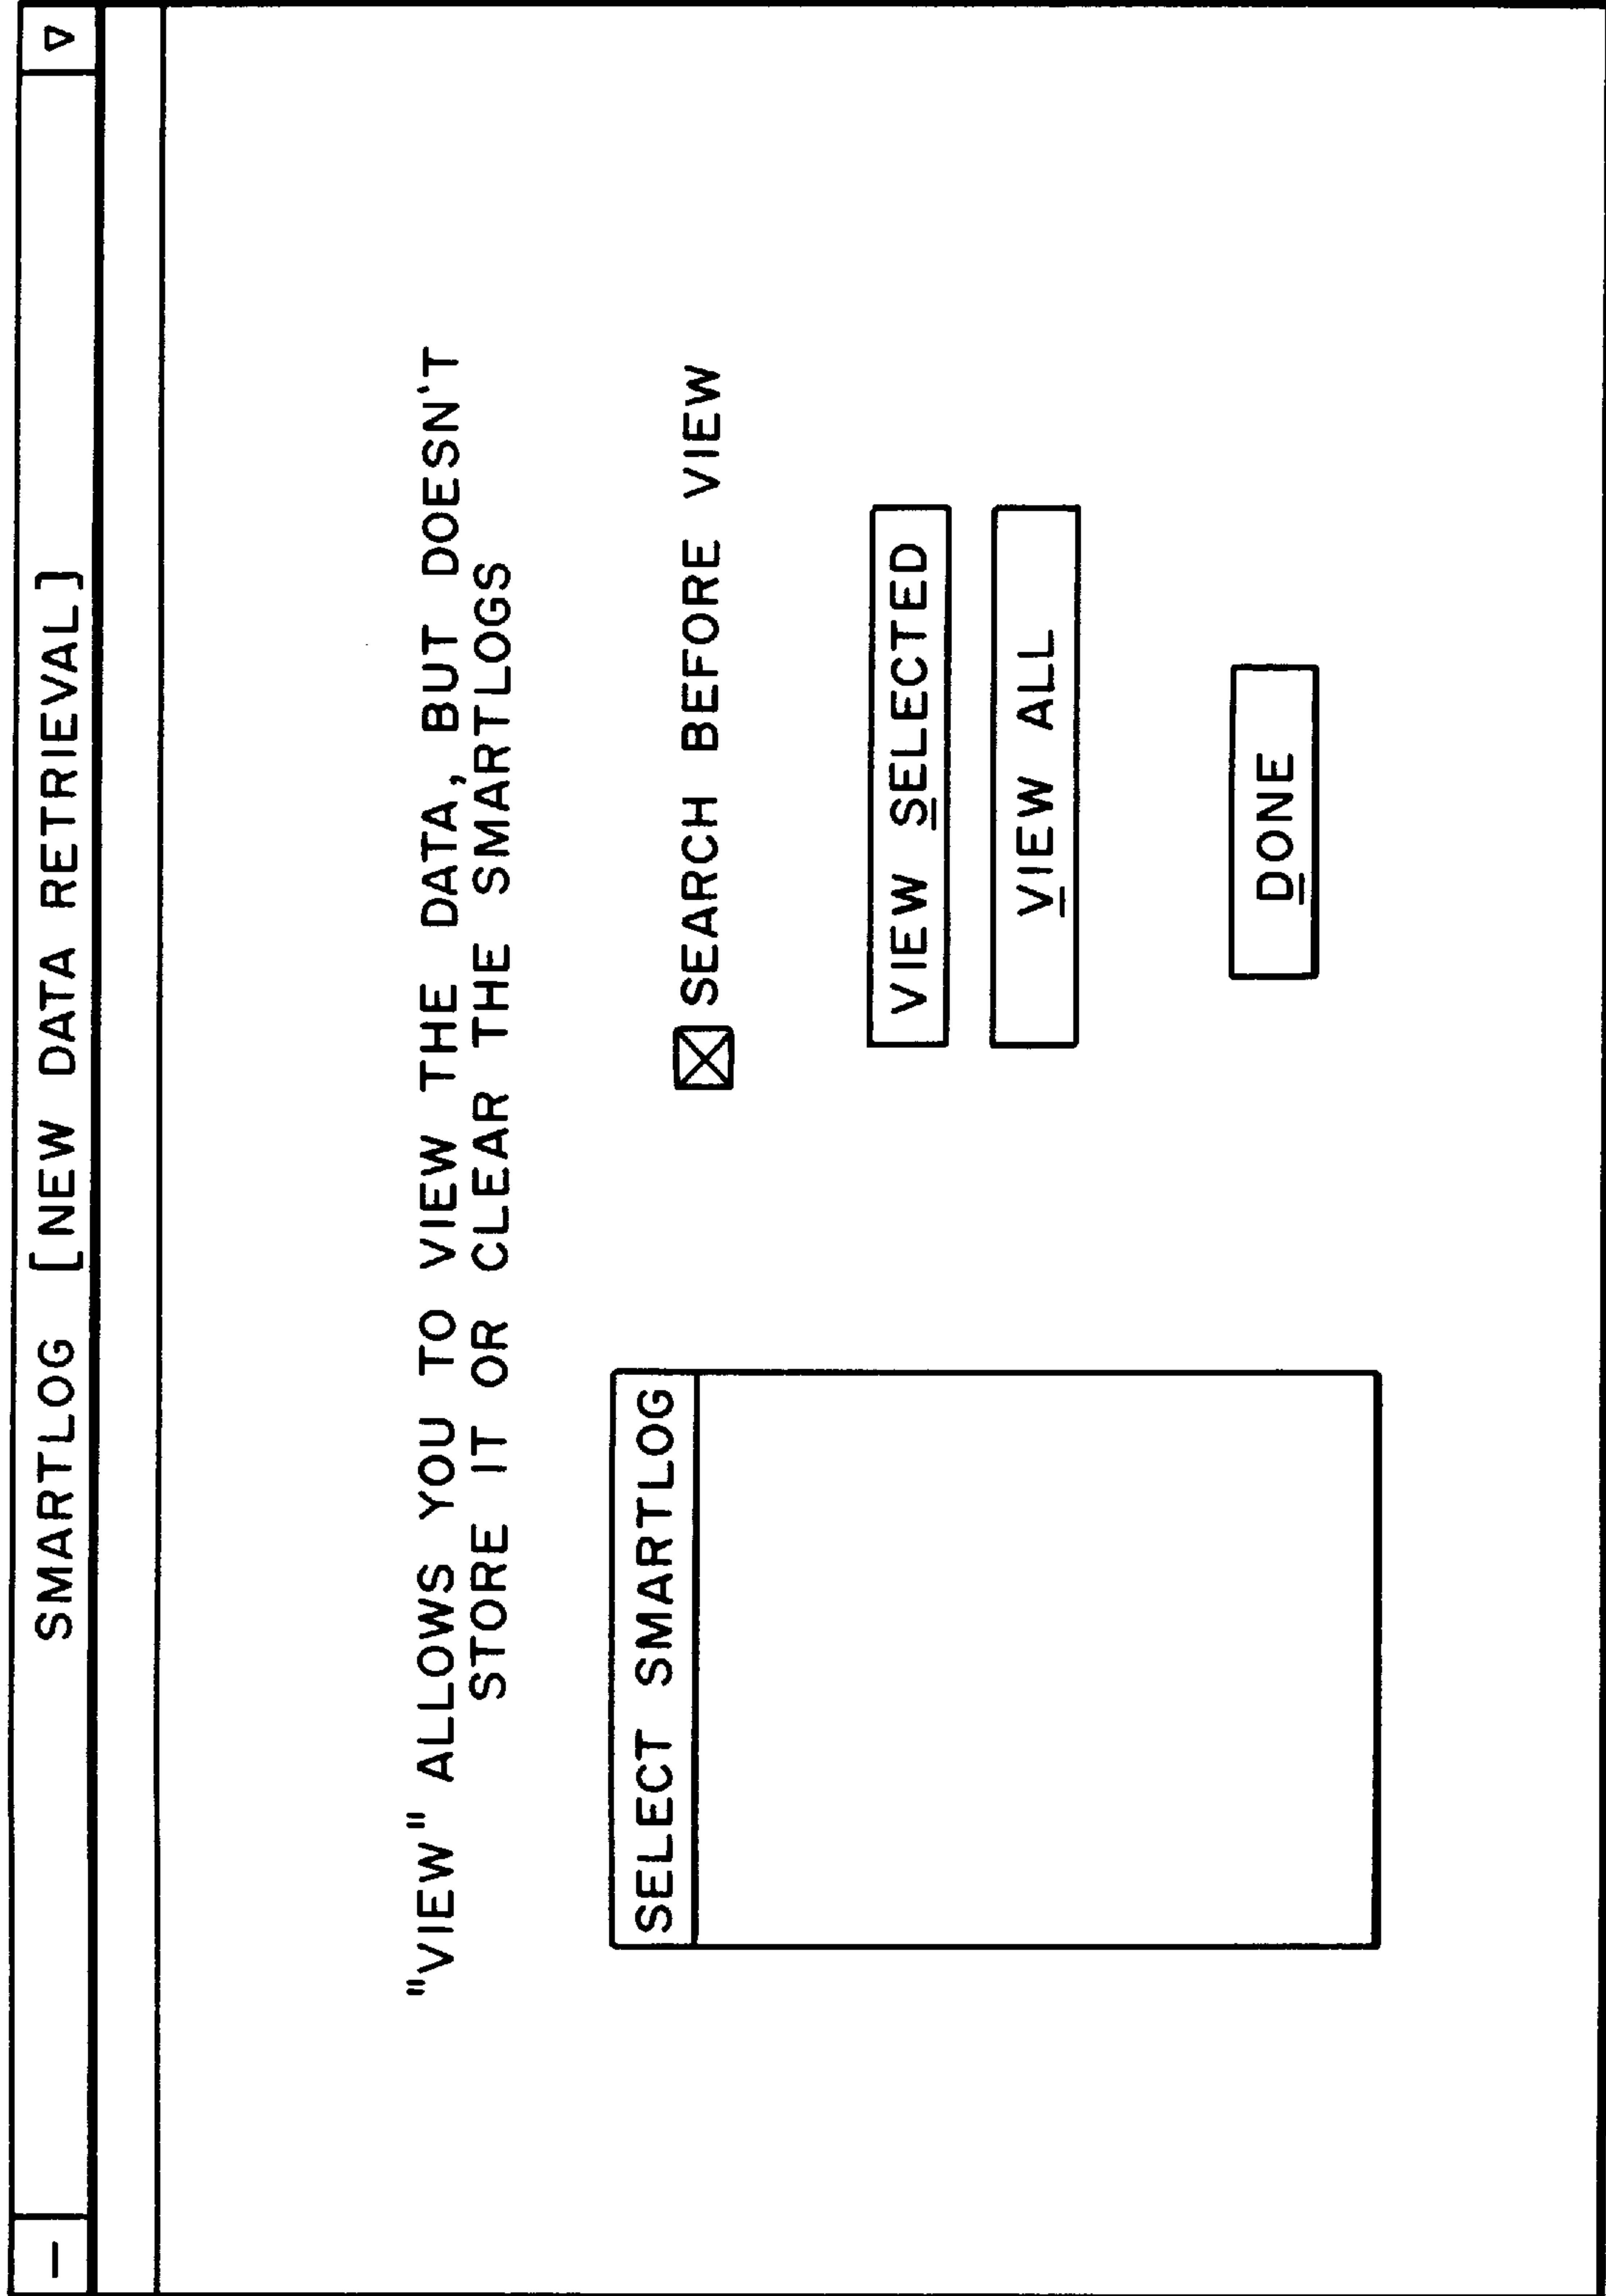 SMARTLOG [NEW DATA RETRIEVAL]
"VIEW" ALLOWS YOU TO VIEW THE DATA, BUT DOESN'T
STORE IT OR CLEAR THE SMARTLOGS
SELECT SMARTLOG
SEARCH BEFORE VIEW
VIEW SELECTED
VIEW ALL
DONE